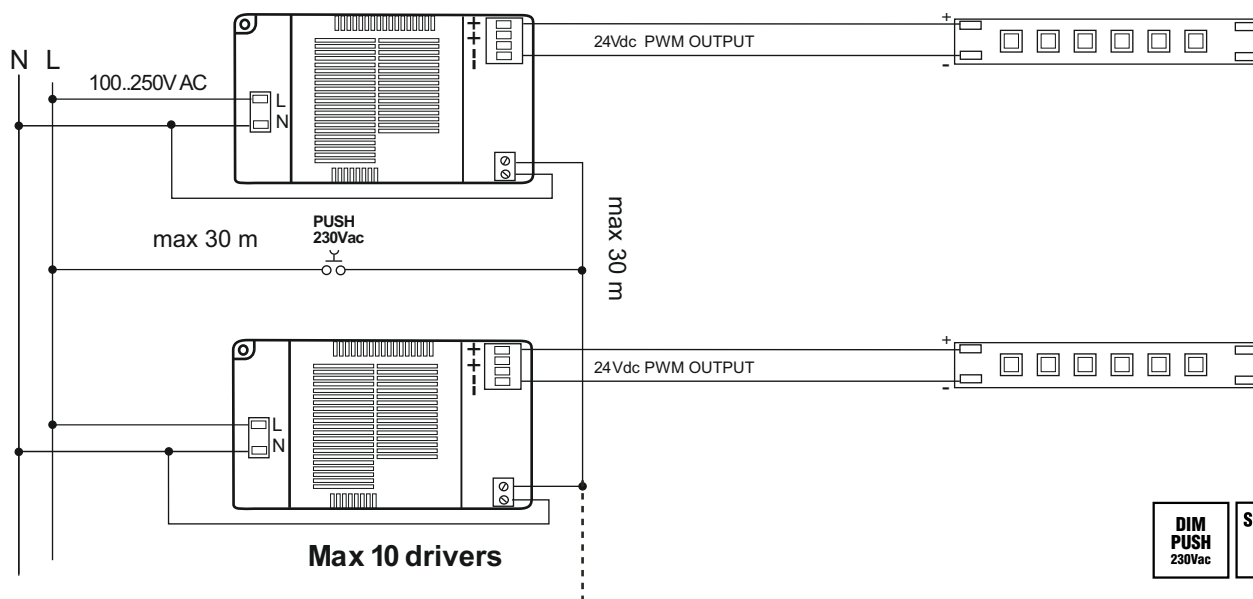 +
+
24Vdc PWM OUTPUT
-
N L
100..250V AC
L
N
+
-
PUSH
230Vac
max 30 m
max 30 m
+
+
24Vdc PWM OUTPUT
-
L
N
+
-
Max 10 drivers
DIM
PUSH
230Vac
S